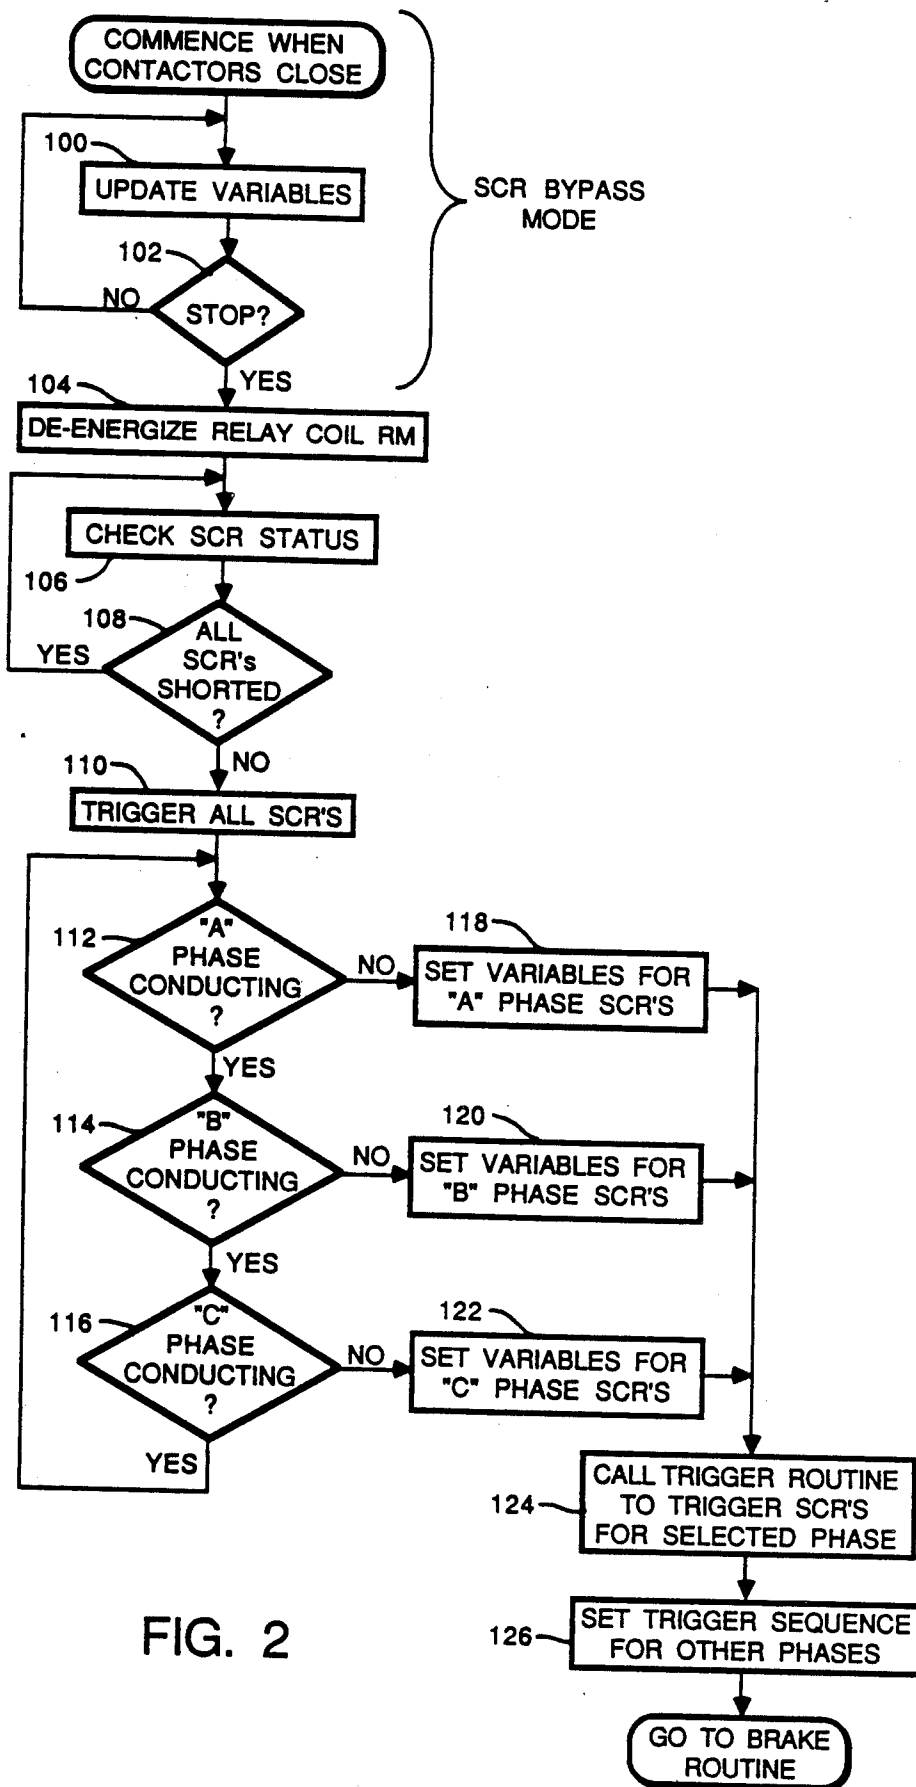 COMMENCE WHEN
CONTACTORS CLOSE
100
UPDATE VARIABLES
SCR BYPASS
MODE
102
NO
STOP?
YES
104
DE-ENERGIZE RELAY COIL RM
CHECK SCR STATUS
106
108
ALL
SCR's
SHORTED
?
YES
NO
110
TRIGGER ALL SCR'S
112
"A"
PHASE
CONDUCTING
?
NO
118
SET VARIABLES FOR
"A" PHASE SCR'S
YES
114
"B"
PHASE
CONDUCTING
?
NO
120
SET VARIABLES FOR
"B" PHASE SCR'S
YES
116
"C"
PHASE
CONDUCTING
?
NO
122
SET VARIABLES FOR
"C" PHASE SCR'S
YES
124
CALL TRIGGER ROUTINE
TO TRIGGER SCR'S
FOR SELECTED PHASE
126
SET TRIGGER SEQUENCE
FOR OTHER PHASES
GO TO BRAKE
ROUTINE
FIG. 2